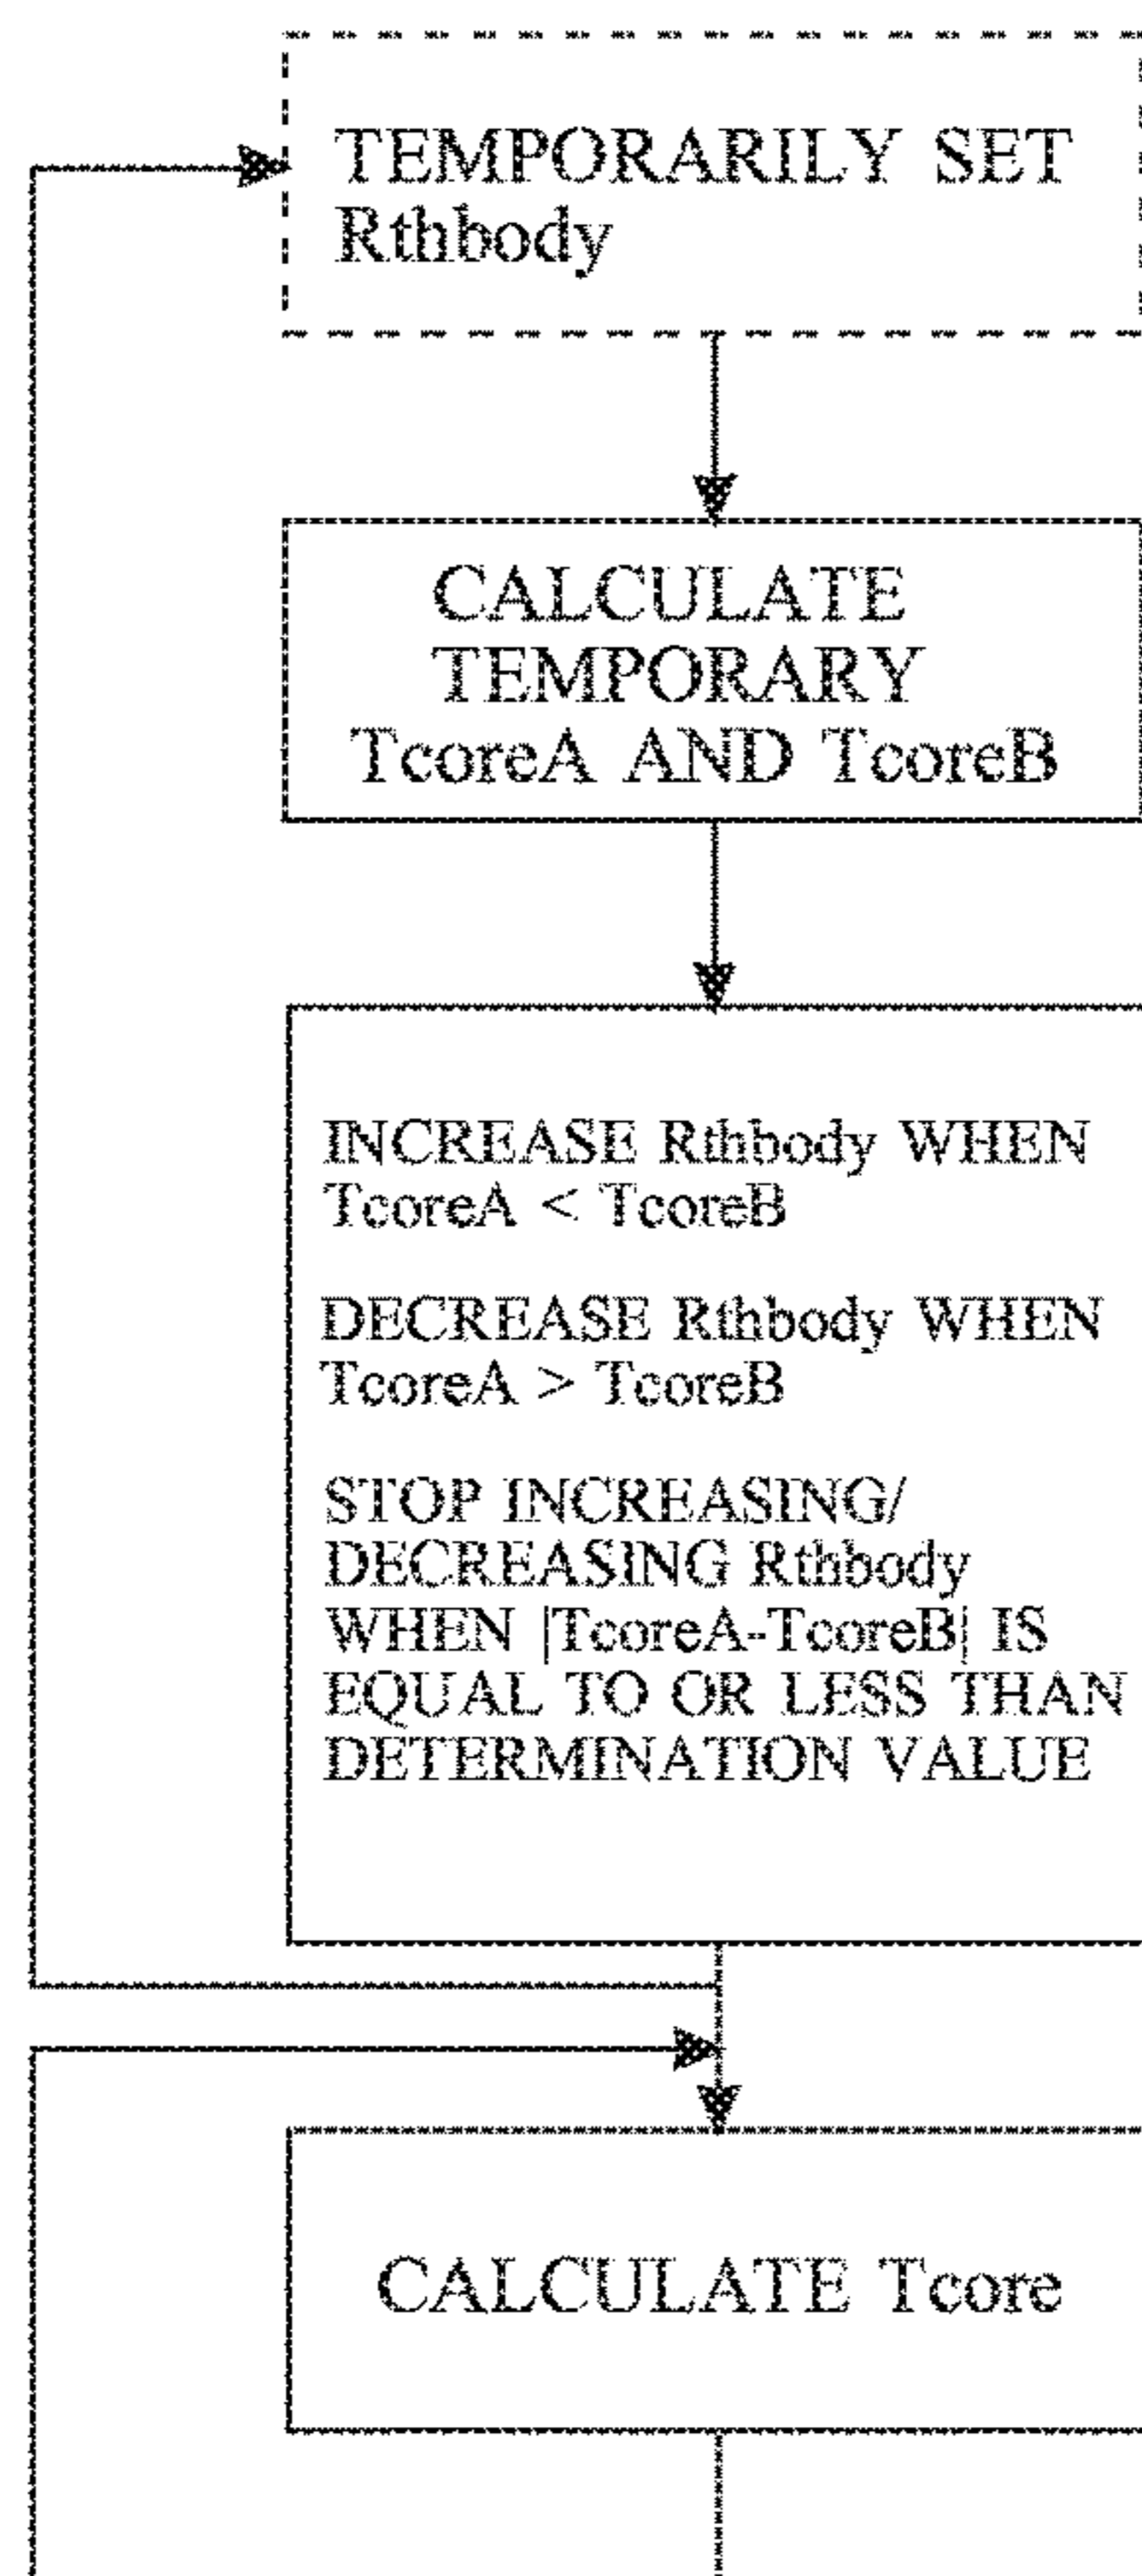 TEMPORARILY SET
Rthbody
CALCULATE
TEMPORARY
TcoreA AND TcoreB
INCREASE Rthbody WHEN
TcoreA < TcoreB
DECREASE Rthbody WHEN
TcoreA > TcoreB
STOP INCREASING/
DECREASING Rthbody
WHEN |TcoreA-TcoreB| IS
EQUAL TO OR LESS THAN
DETERMINATION VALUE
CALCULATE Tcore